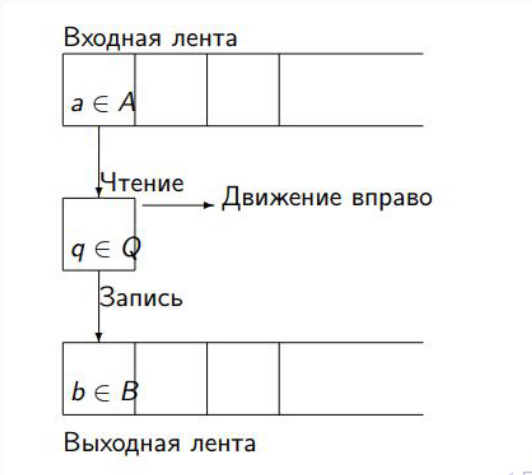 Входная лента
a ∈ A
Чтение
Движение вправо
q ∈ Q
Запись
b ∈ B
Выходная лента